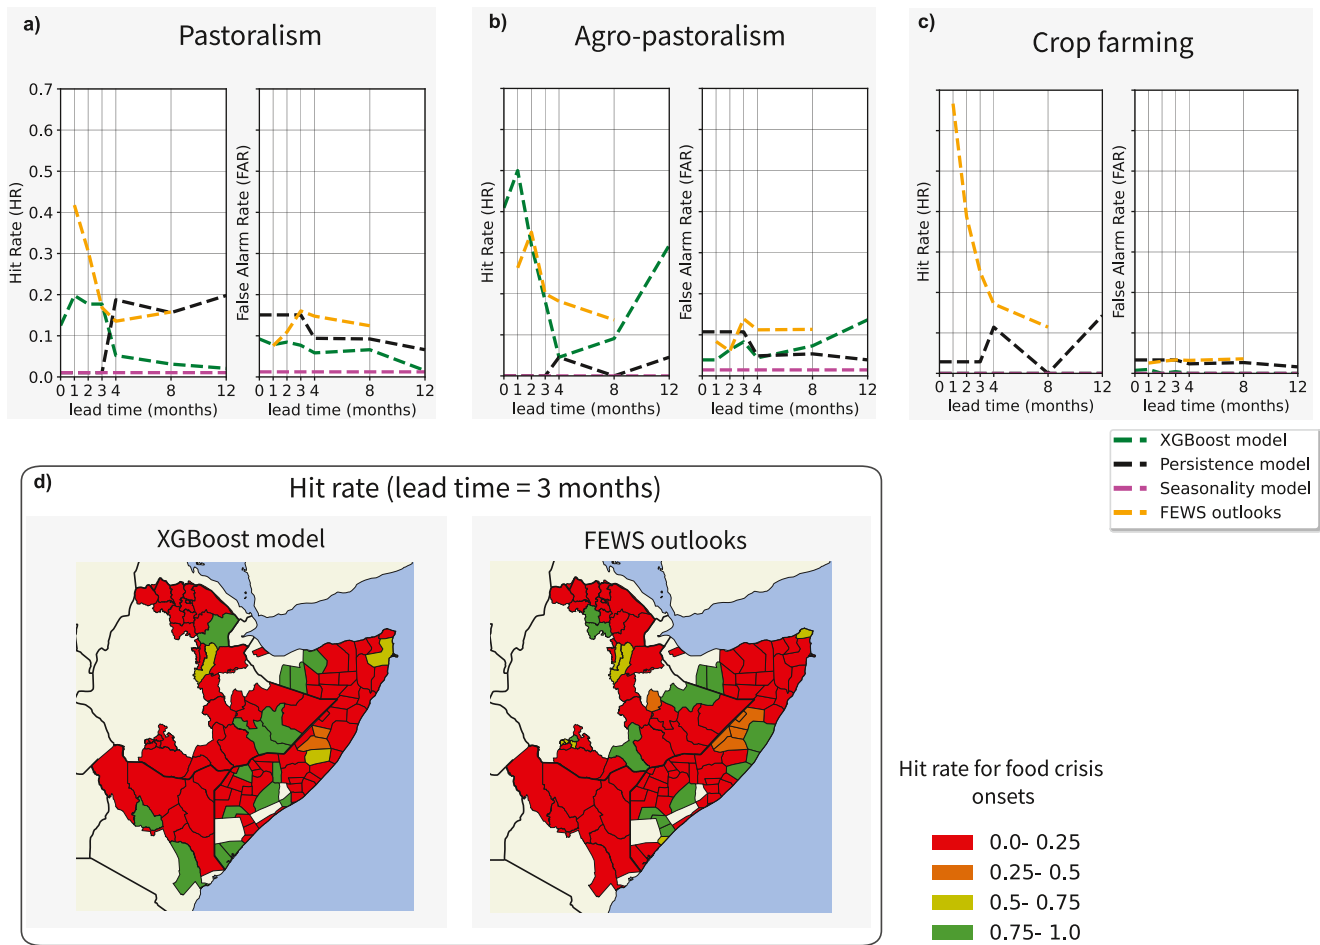 a)
Pastoralism
0.7
0.6
0.5
0.4
0.3
0.2
0.1
0.0
Hit Rate (HR)
0 1 2 3 4 8 12
lead time (months)
False Alarm Rate (FAR)
0 1 2 3 4 8 12
lead time (months)
b)
Agro-pastoralism
Hit Rate (HR)
0 1 2 3 4 8 12
lead time (months)
False Alarm Rate (FAR)
0 1 2 3 4 8 12
lead time (months)
c)
Crop farming
Hit Rate (HR)
0 1 2 3 4 8 12
lead time (months)
False Alarm Rate (FAR)
0 1 2 3 4 8 12
lead time (months)
XGBoost model
Persistence model
Seasonality model
FEWS outlooks
d)
Hit rate (lead time = 3 months)
XGBoost model
FEWS outlooks
Hit rate for food crisis
onsets
0.0- 0.25
0.25- 0.5
0.5- 0.75
0.75- 1.0